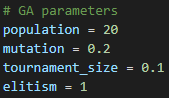 # GA parameters
population = 20
mutation = 0.2
tournament_size = 0.1
elitism = 1